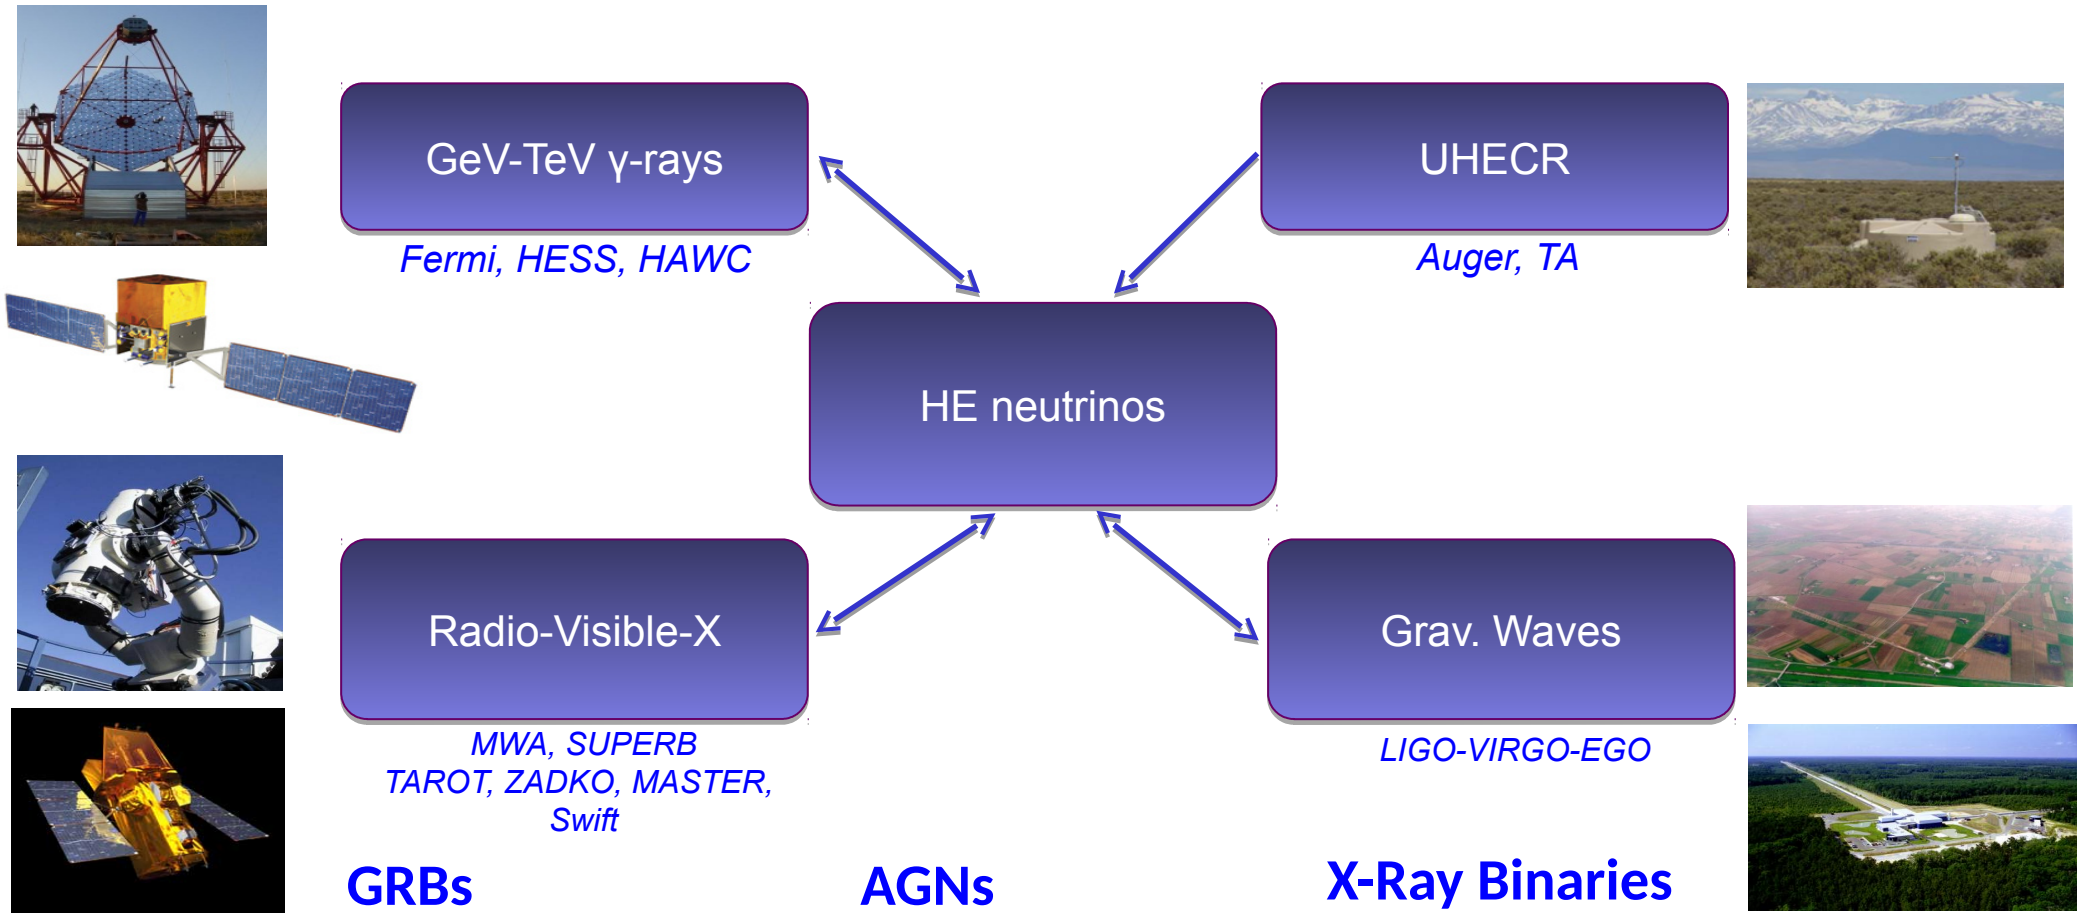 GeV-TeV γ-rays
Fermi, HESS, HAWC
UHECR
Auger, TA
HE neutrinos
Radio-Visible-X
MWA, SUPERB
TAROT, ZADKO, MASTER,
Swift
Grav. Waves
LIGO-VIRGO-EGO
GRBs
AGNs
X-Ray Binaries